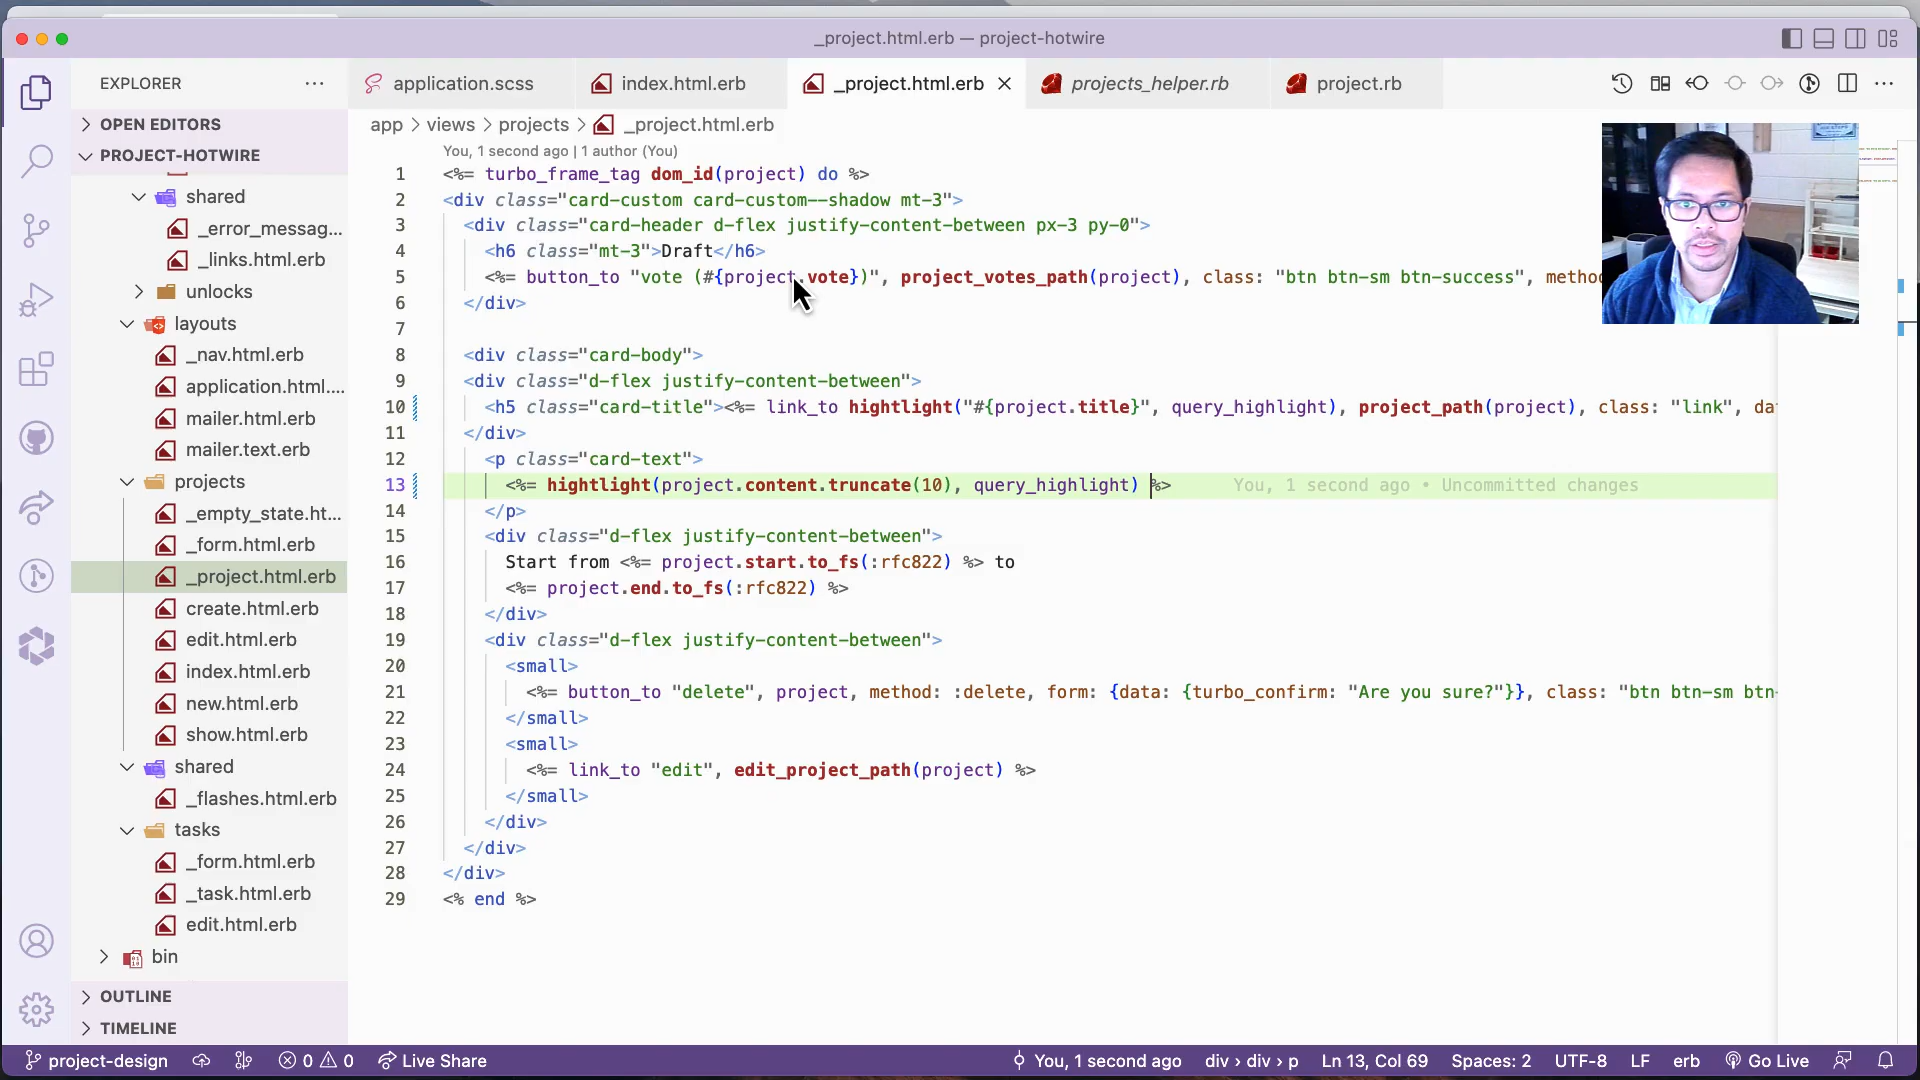 _project.html.erb — project-hotwire
EXPLORER
application.scss
index.html.erb
_project.html.erb
projects_helper.rb
project.rb
OPEN EDITORS
PROJECT-HOTWIRE
app > views > projects > _project.html.erb
You, 1 second ago | 1 author (You)
shared
_error_messag...
_links.html.erb
unlocks
layouts
_nav.html.erb
application.html....
mailer.html.erb
mailer.text.erb
projects
_empty_state.ht...
_form.html.erb
_project.html.erb
create.html.erb
edit.html.erb
index.html.erb
new.html.erb
show.html.erb
shared
_flashes.html.erb
tasks
_form.html.erb
_task.html.erb
edit.html.erb
bin
OUTLINE
TIMELINE
1 <%= turbo_frame_tag dom_id(project) do %>
2 <div class="card-custom card-custom--shadow mt-3">
3 <div class="card-header d-flex justify-content-between px-3 py-0">
4 <h6 class="mt-3">Draft</h6>
5 <%= button_to "vote (#{project.vote})", project_votes_path(project), class: "btn btn-sm btn-success", metho
6 </div>
7
8 <div class="card-body">
9 <div class="d-flex justify-content-between">
10 <h5 class="card-title"><%= link_to hightlight("#{project.title}", query_highlight), project_path(project), class: "link", da
11 </div>
12 <p class="card-text">
13 <%= hightlight(project.content.truncate(10), query_highlight) %> You, 1 second ago • Uncommitted changes
14 </p>
15 <div class="d-flex justify-content-between">
16 Start from <%= project.start.to_fs(:rfc822) %> to
17 <%= project.end.to_fs(:rfc822) %>
18 </div>
19 <div class="d-flex justify-content-between">
20 <small>
21 <%= button_to "delete", project, method: :delete, form: {data: {turbo_confirm: "Are you sure?"}}, class: "btn btn-sm btn-
22 </small>
23 <small>
24 <%= link_to "edit", edit_project_path(project) %>
25 </small>
26 </div>
27 </div>
28 </div>
29 <% end %>
project-design
0
0
Live Share
You, 1 second ago
div > div > p
Ln 13, Col 69
Spaces: 2
UTF-8
LF
erb
Go Live